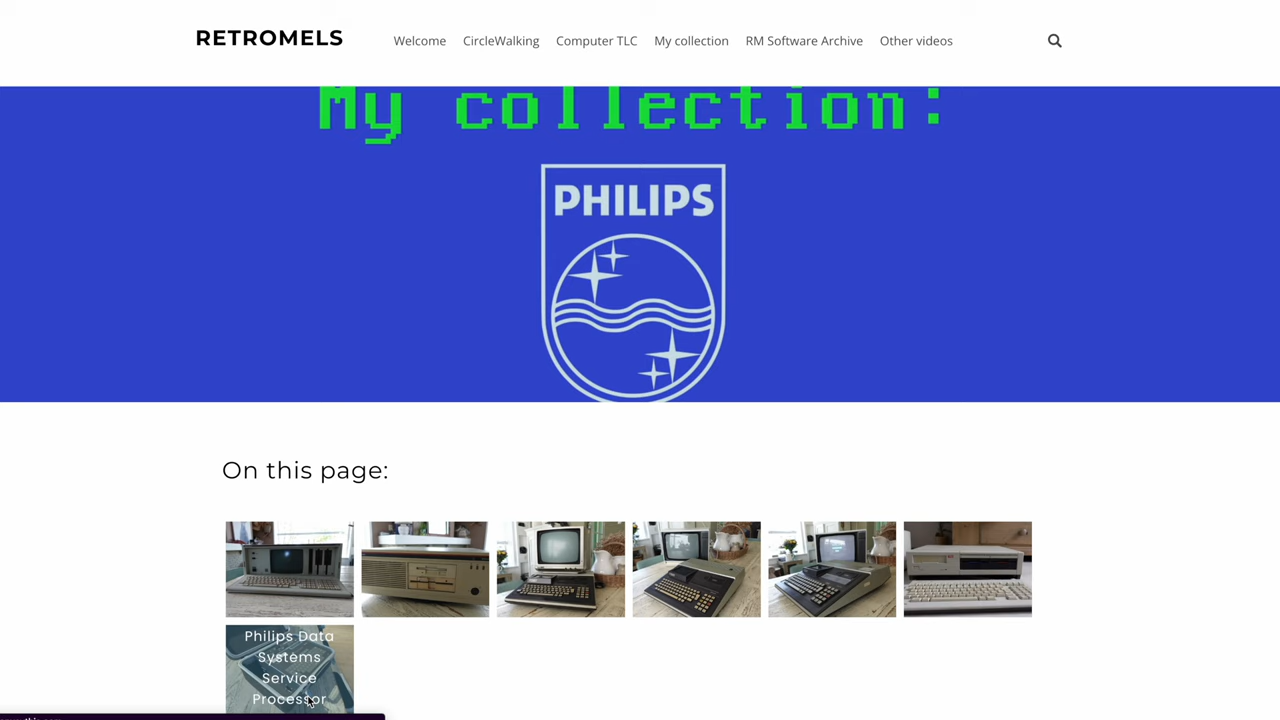 RETROMELS
Welcome CircleWalking Computer TLC My collection RM Software Archive Other videos
My collection:
PHILIPS
On this page:
Philips Data
Systems
Service
Processor